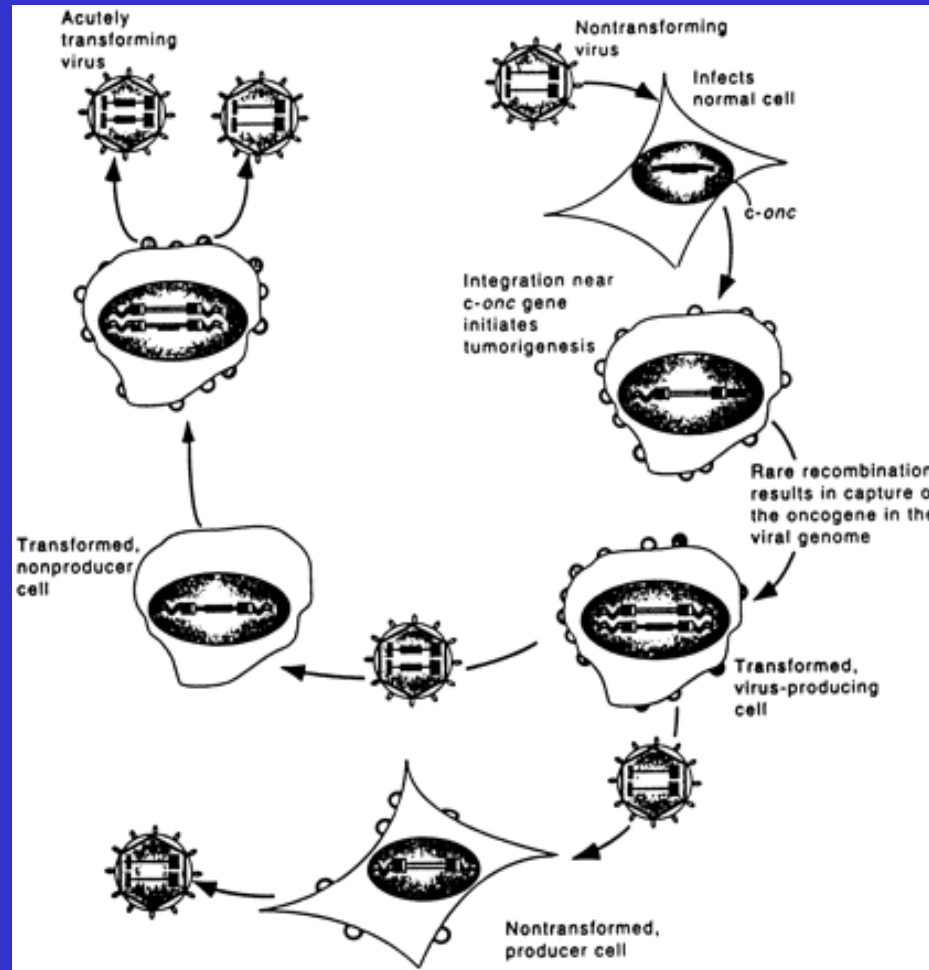 Acutely
transforming
virus
Nontransforming
virus
Infects
normal cell
c-onc
Integration near
c-onc gene
initiates
tumorigenesis
Rare recombination
results in capture o
the oncogene in the
viral genome
Transformed,
nonproducer
cell
Transformed,
virus-producing
cell
Nontransformed,
producer cell